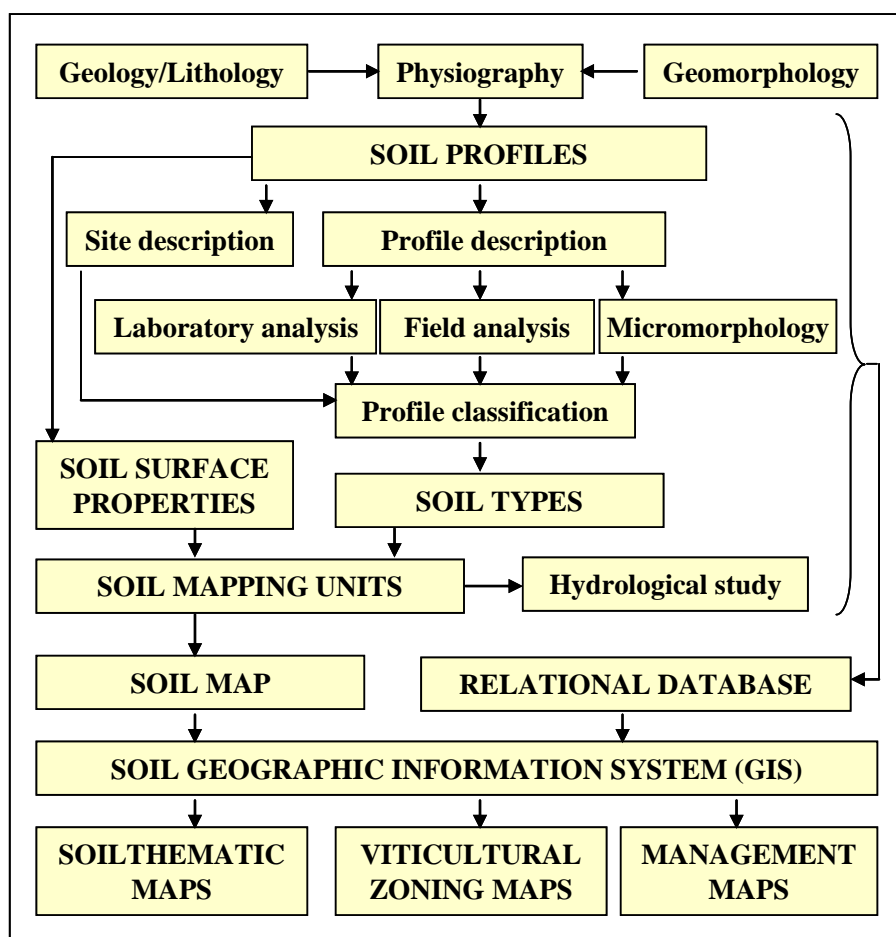 Geology/Lithology
Physiography
Geomorphology
SOIL PROFILES
Site description
Profile description
Laboratory analysis
Field analysis
Micromorphology
Profile classification
SOIL SURFACE
PROPERTIES
SOIL TYPES
SOIL MAPPING UNITS
Hydrological study
SOIL MAP
RELATIONAL DATABASE
SOIL GEOGRAPHIC INFORMATION SYSTEM (GIS)
SOILTHEMATIC
MAPS
VITICULTURAL
ZONING MAPS
MANAGEMENT
MAPS